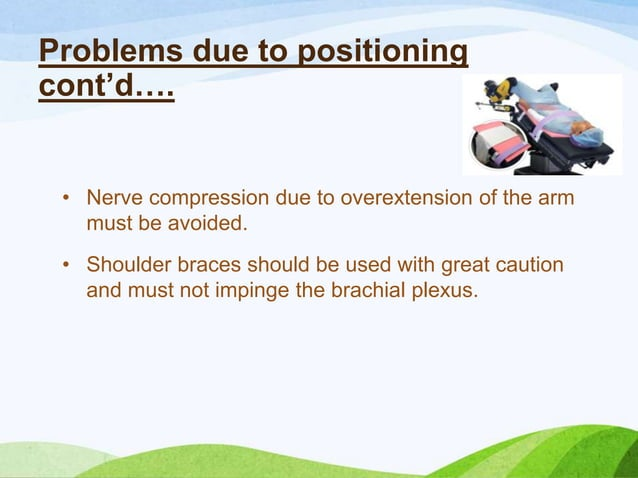 Problems due to positioning
cont’d….
• Nerve compression due to overextension of the arm
must be avoided.
• Shoulder braces should be used with great caution
and must not impinge the brachial plexus.